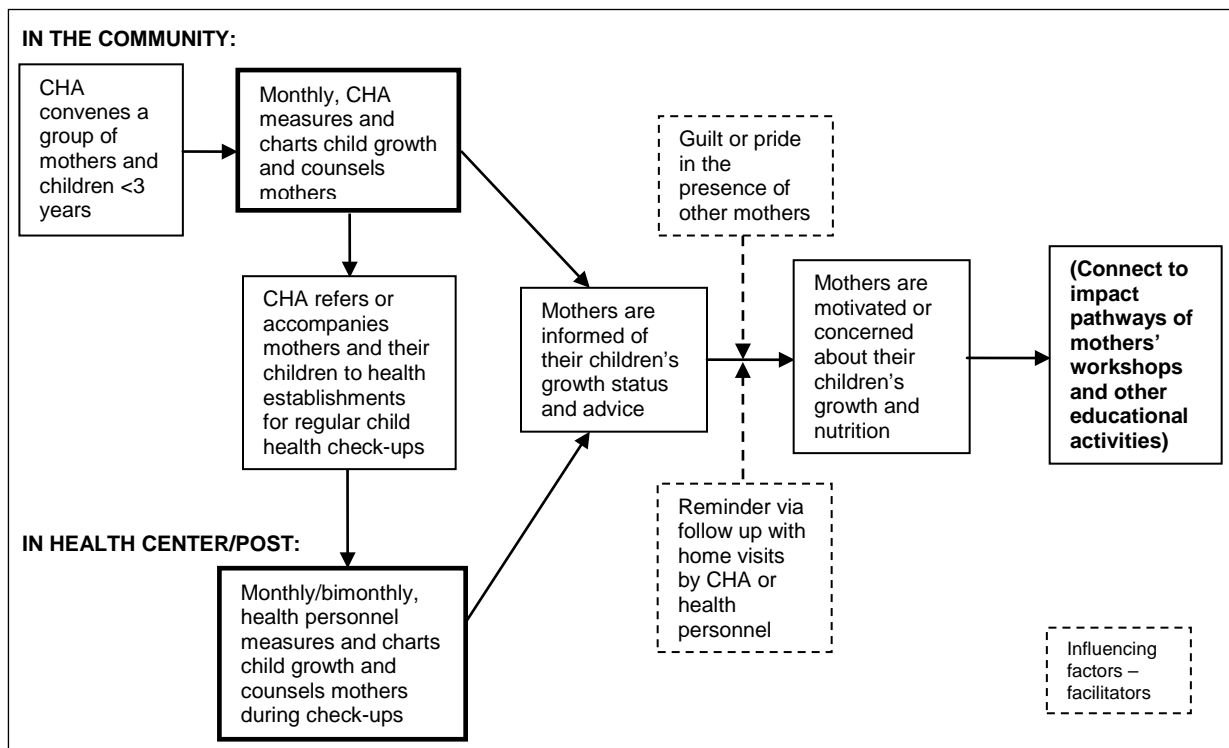 IN THE COMMUNITY:
CHA
convenes a
group of
mothers and
children <3
years
Monthly, CHA
measures and
charts child growth
and counsels
mothers
CHA refers or
accompanies
mothers and their
children to health
establishments
for regular child
health check-ups
IN HEALTH CENTER/POST:
Monthly/bimonthly,
health personnel
measures and charts
child growth and
counsels mothers
during check-ups
Mothers are
informed of
their children’s
growth status
and advice
Guilt or pride
in the
presence of
other mothers
Reminder via
follow up with
home visits
by CHA or
health
personnel
Mothers are
motivated or
concerned
about their
children’s
growth and
nutrition
(Connect to
impact
pathways of
mothers’
workshops
and other
educational
activities)
Influencing
factors –
facilitators